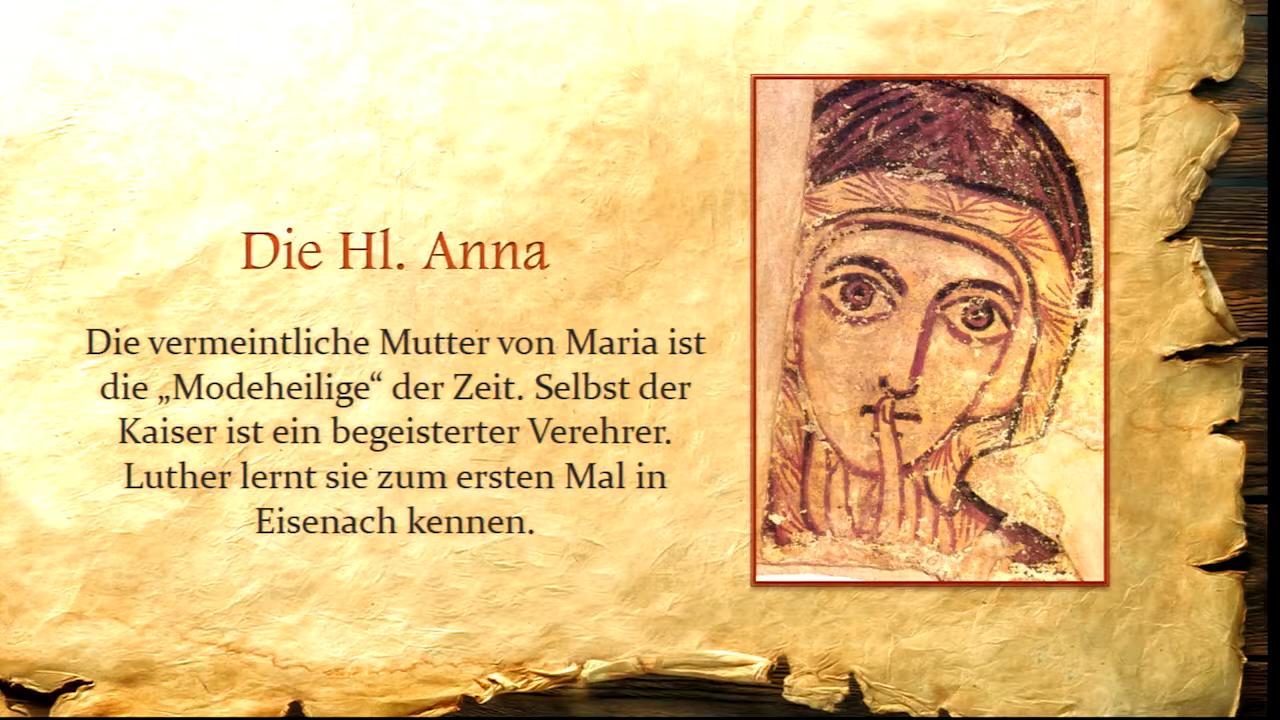 Die Hl. Anna
Die vermeintliche Mutter von Maria ist
die „Modeheilige“ der Zeit. Selbst der
Kaiser ist ein begeisterter Verehrer.
Luther lernt sie zum ersten Mal in
Eisenach kennen.